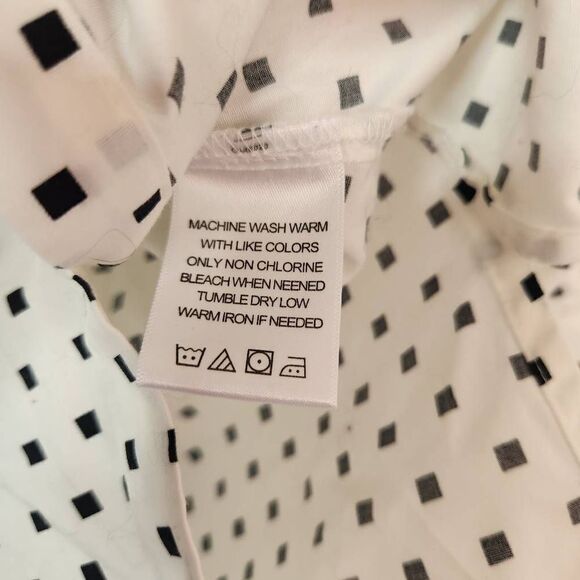 MACHINE WASH WARM
WITH LIKE COLORS
ONLY NON CHLORINE
BLEACH WHEN NEENED
TUMBLE DRY LOW
WARM IRON IF NEEDED